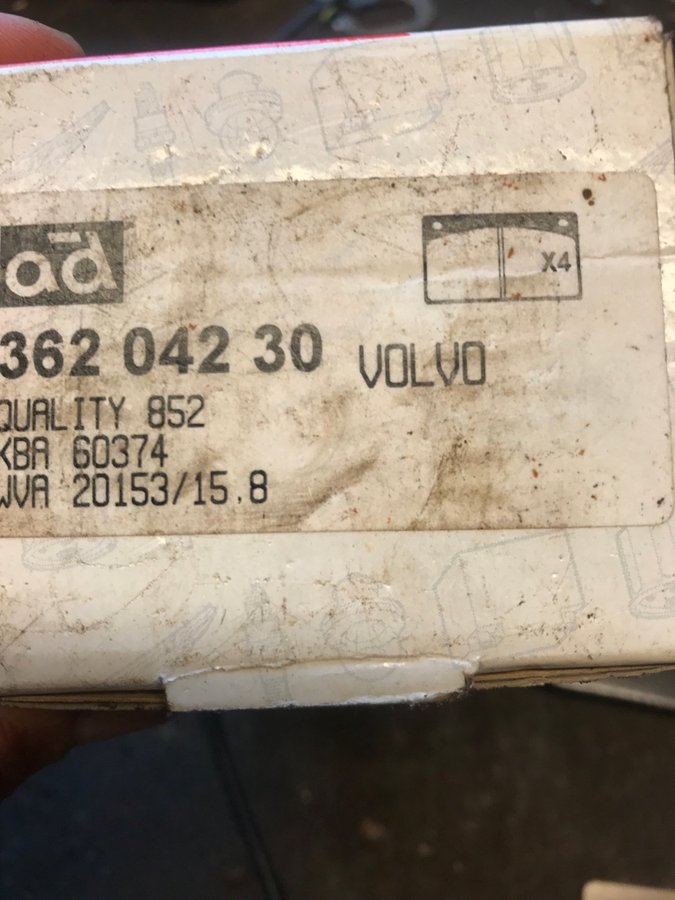 ad
X4
362 042 30 VOLVO
QUALITY 852
KBA 60374
WVA 20153/15.8